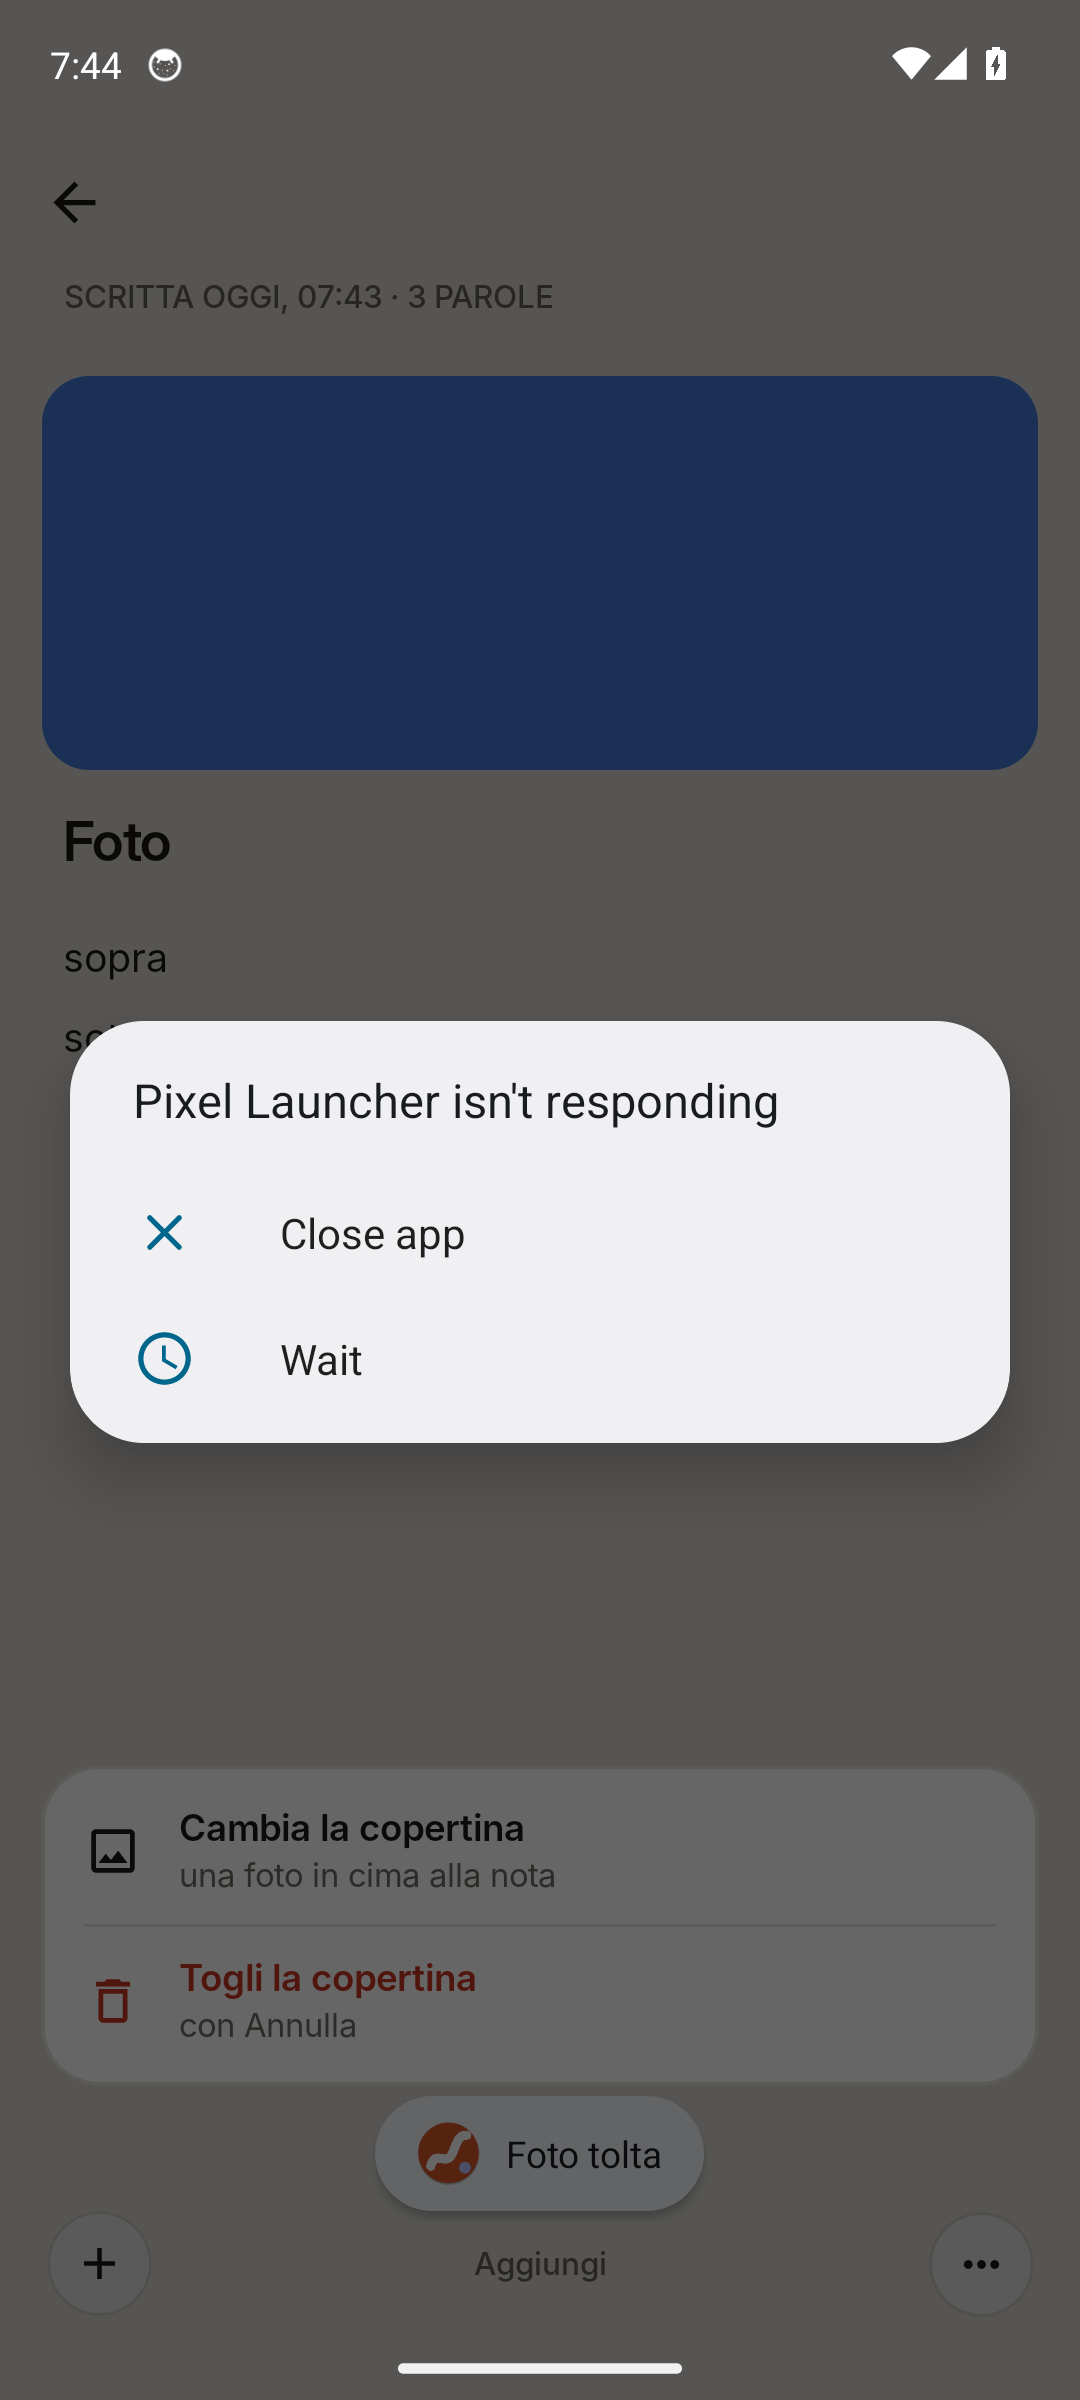 7:44
SCRITTA OGGI, 07:43 · 3 PAROLE
Foto
sopra
Pixel Launcher isn't responding
Close app
Wait
Cambia la copertina
una foto in cima alla nota
Togli la copertina
con Annulla
Foto tolta
Aggiungi